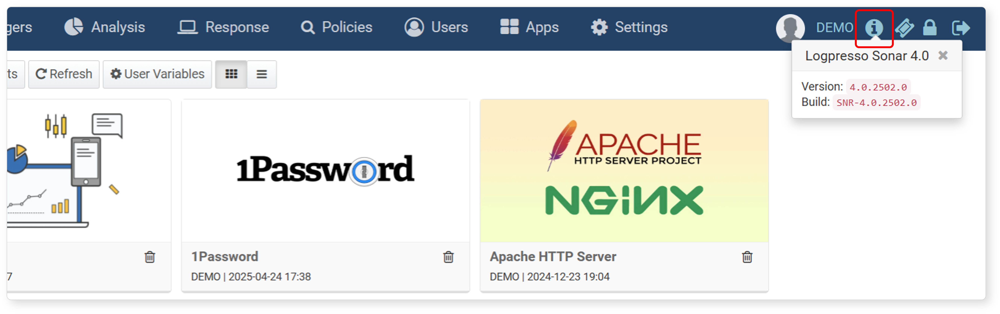 gers Analysis Response Policies Users Apps Settings DEMO
Logpresso Sonar 4.0
ts Refresh User Variables
Version: 4.0.2502.0
Build: SNR-4.0.2502.0
1Password
APACHE
HTTP SERVER PROJECT
NGiNX
1Password
Apache HTTP Server
7
DEMO | 2025-04-24 17:38
DEMO | 2024-12-23 19:04